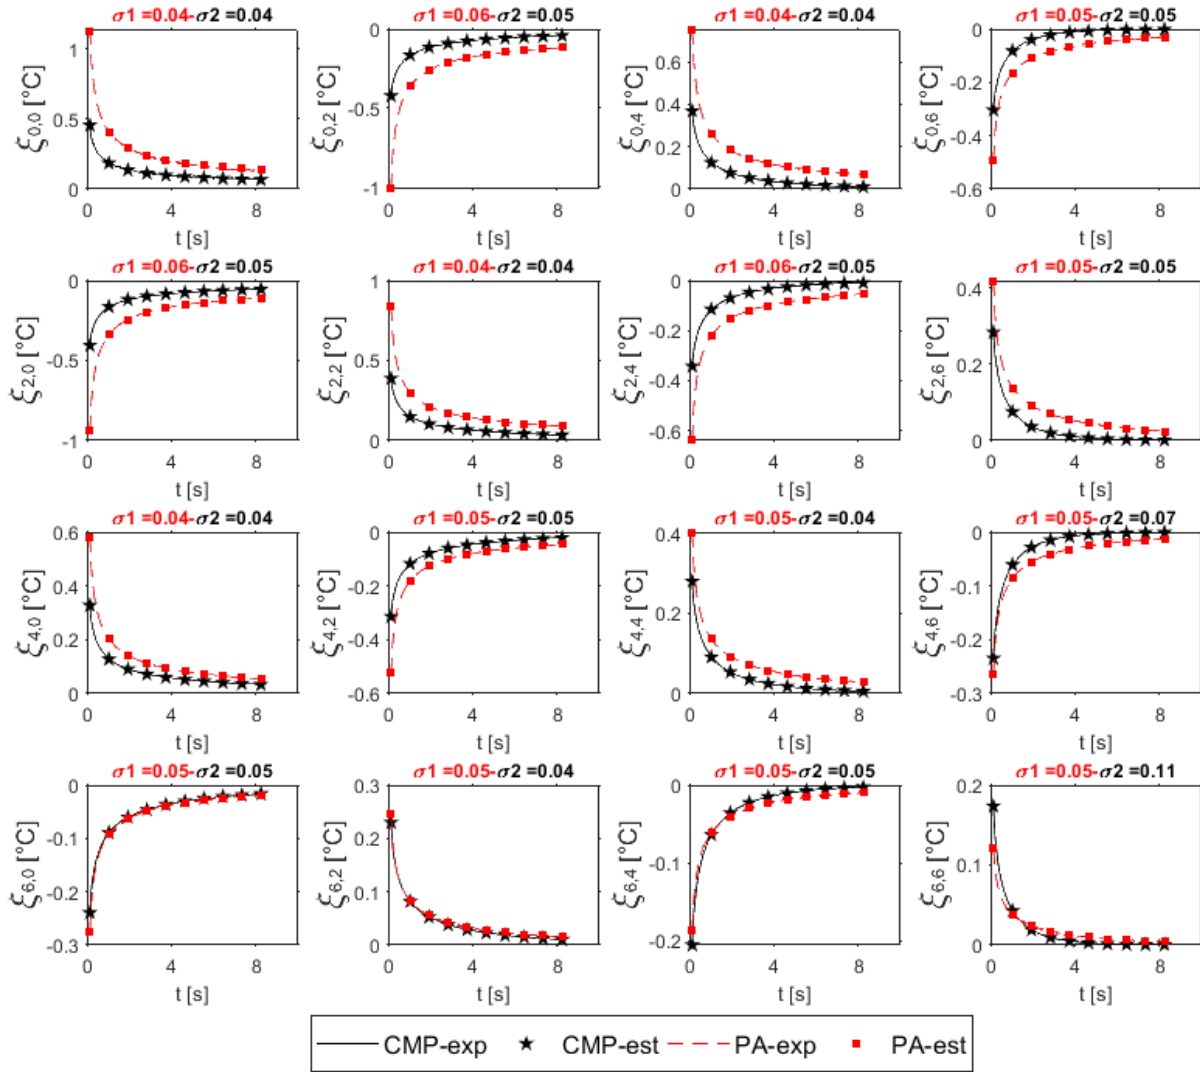 σ1 =0.04-σ2 =0.04
σ1 =0.06-σ2 =0.05
σ1 =0.04-σ2 =0.04
σ1 =0.05-σ2 =0.05
1
0.5
0
ξ0,0 [°C]
0 4 8
t [s]
0
-0.5
-1
ξ0,2 [°C]
0 4 8
t [s]
0.6
0.4
0.2
0
ξ0,4 [°C]
0 4 8
t [s]
0
-0.2
-0.4
-0.6
ξ0,6 [°C]
0 4 8
t [s]
σ1 =0.06-σ2 =0.05
σ1 =0.04-σ2 =0.04
σ1 =0.06-σ2 =0.05
σ1 =0.05-σ2 =0.05
0
-0.5
-1
ξ2,0 [°C]
0 4 8
t [s]
1
0.5
0
ξ2,2 [°C]
0 4 8
t [s]
0
-0.2
-0.4
-0.6
ξ2,4 [°C]
0 4 8
t [s]
0.4
0.2
0
ξ2,6 [°C]
0 4 8
t [s]
σ1 =0.04-σ2 =0.04
σ1 =0.05-σ2 =0.05
σ1 =0.05-σ2 =0.04
σ1 =0.05-σ2 =0.07
0.6
0.4
0.2
0
ξ4,0 [°C]
0 4 8
t [s]
0
-0.2
-0.4
-0.6
ξ4,2 [°C]
0 4 8
t [s]
0.4
0.2
0
ξ4,4 [°C]
0 4 8
t [s]
0
-0.1
-0.2
-0.3
ξ4,6 [°C]
0 4 8
t [s]
σ1 =0.05-σ2 =0.05
σ1 =0.05-σ2 =0.04
σ1 =0.05-σ2 =0.05
σ1 =0.05-σ2 =0.11
0
-0.1
-0.2
-0.3
ξ6,0 [°C]
0 4 8
t [s]
0.3
0.2
0.1
0
ξ6,2 [°C]
0 4 8
t [s]
0
-0.1
-0.2
ξ6,4 [°C]
0 4 8
t [s]
0.2
0.1
0
ξ6,6 [°C]
0 4 8
t [s]
CMP-exp CMP-est PA-exp PA-est